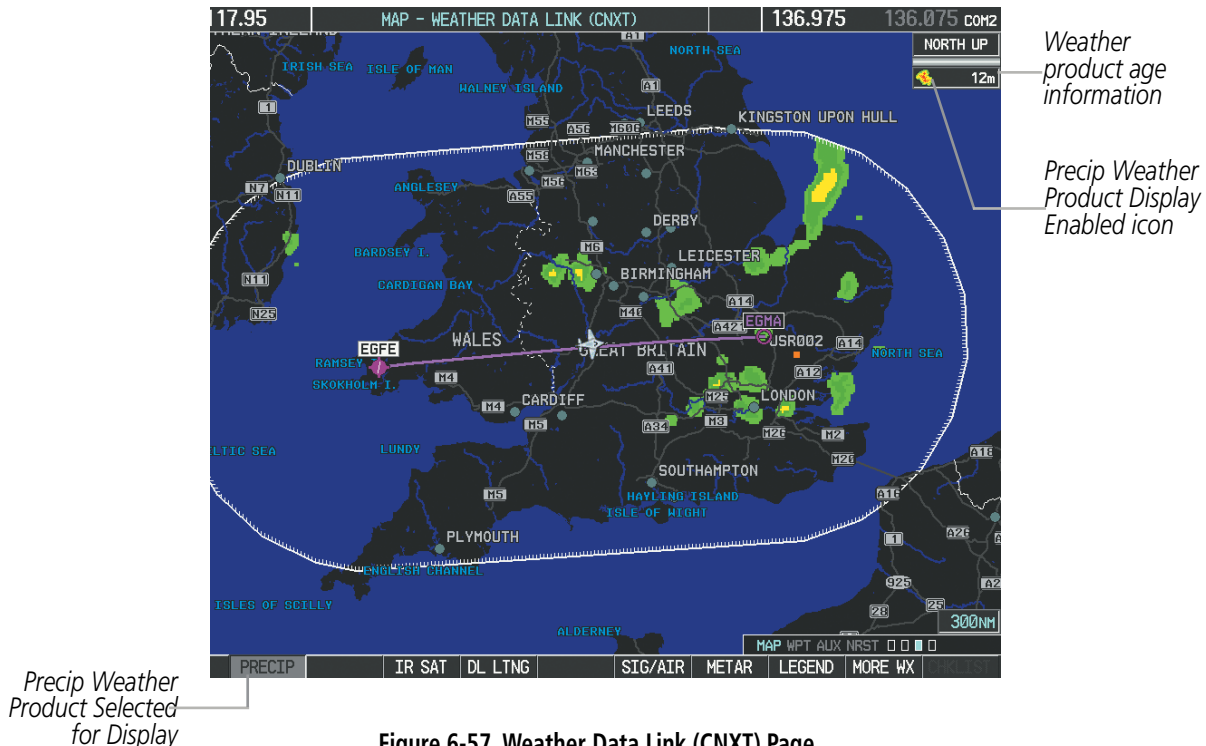 17.95 MAP - WEATHER DATA LINK (CNXT) 136.975 136.075 COM2
NORTH UP
12m
Weather
product age
information
Precip Weather
Product Display
Enabled icon
A1
NORTH SEA
IRISH SEA
ISLE OF MAN
WALNEY ISLAND
A1
1
LEEDS
KINGSTON UPON HULL
M55
A56
M606
MANCHESTER
M56
M63
M56
DUBLIN
N7
N11
ANGLESEY
A55
DERBY
M6
LEICESTER
BARDSEY I.
BIRMINGHAM
N11
CARDIGAN BAY
A14
N25
M40
A421
EGMA
WALES
USR002
A14
EGFE
GREAT BRITAIN
NORTH SEA
RAMSEY
A41
A12
SKOKHOLM I.
M4
M25
LONDON
M4
CARDIFF
M5
A34
M3
M26
M2
LTIC SEA
LUNDY
M20
A18
SOUTHAMPTON
M5
HAYLING ISLAND
A16
ISLE OF WIGHT
PLYMOUTH
1
A26
ENGLISH CHANNEL
925
A2
ISLES OF SCILLY
28
25
300NM
ALDERNEY
MAP WPT AUX NRST
PRECIP IR SAT DL LTNG SIG/AIR METAR LEGEND MORE WX CHKLIST
Precip Weather
Product Selected
for Display
Figure 6-57 Weather Data Link (CNXT) Page